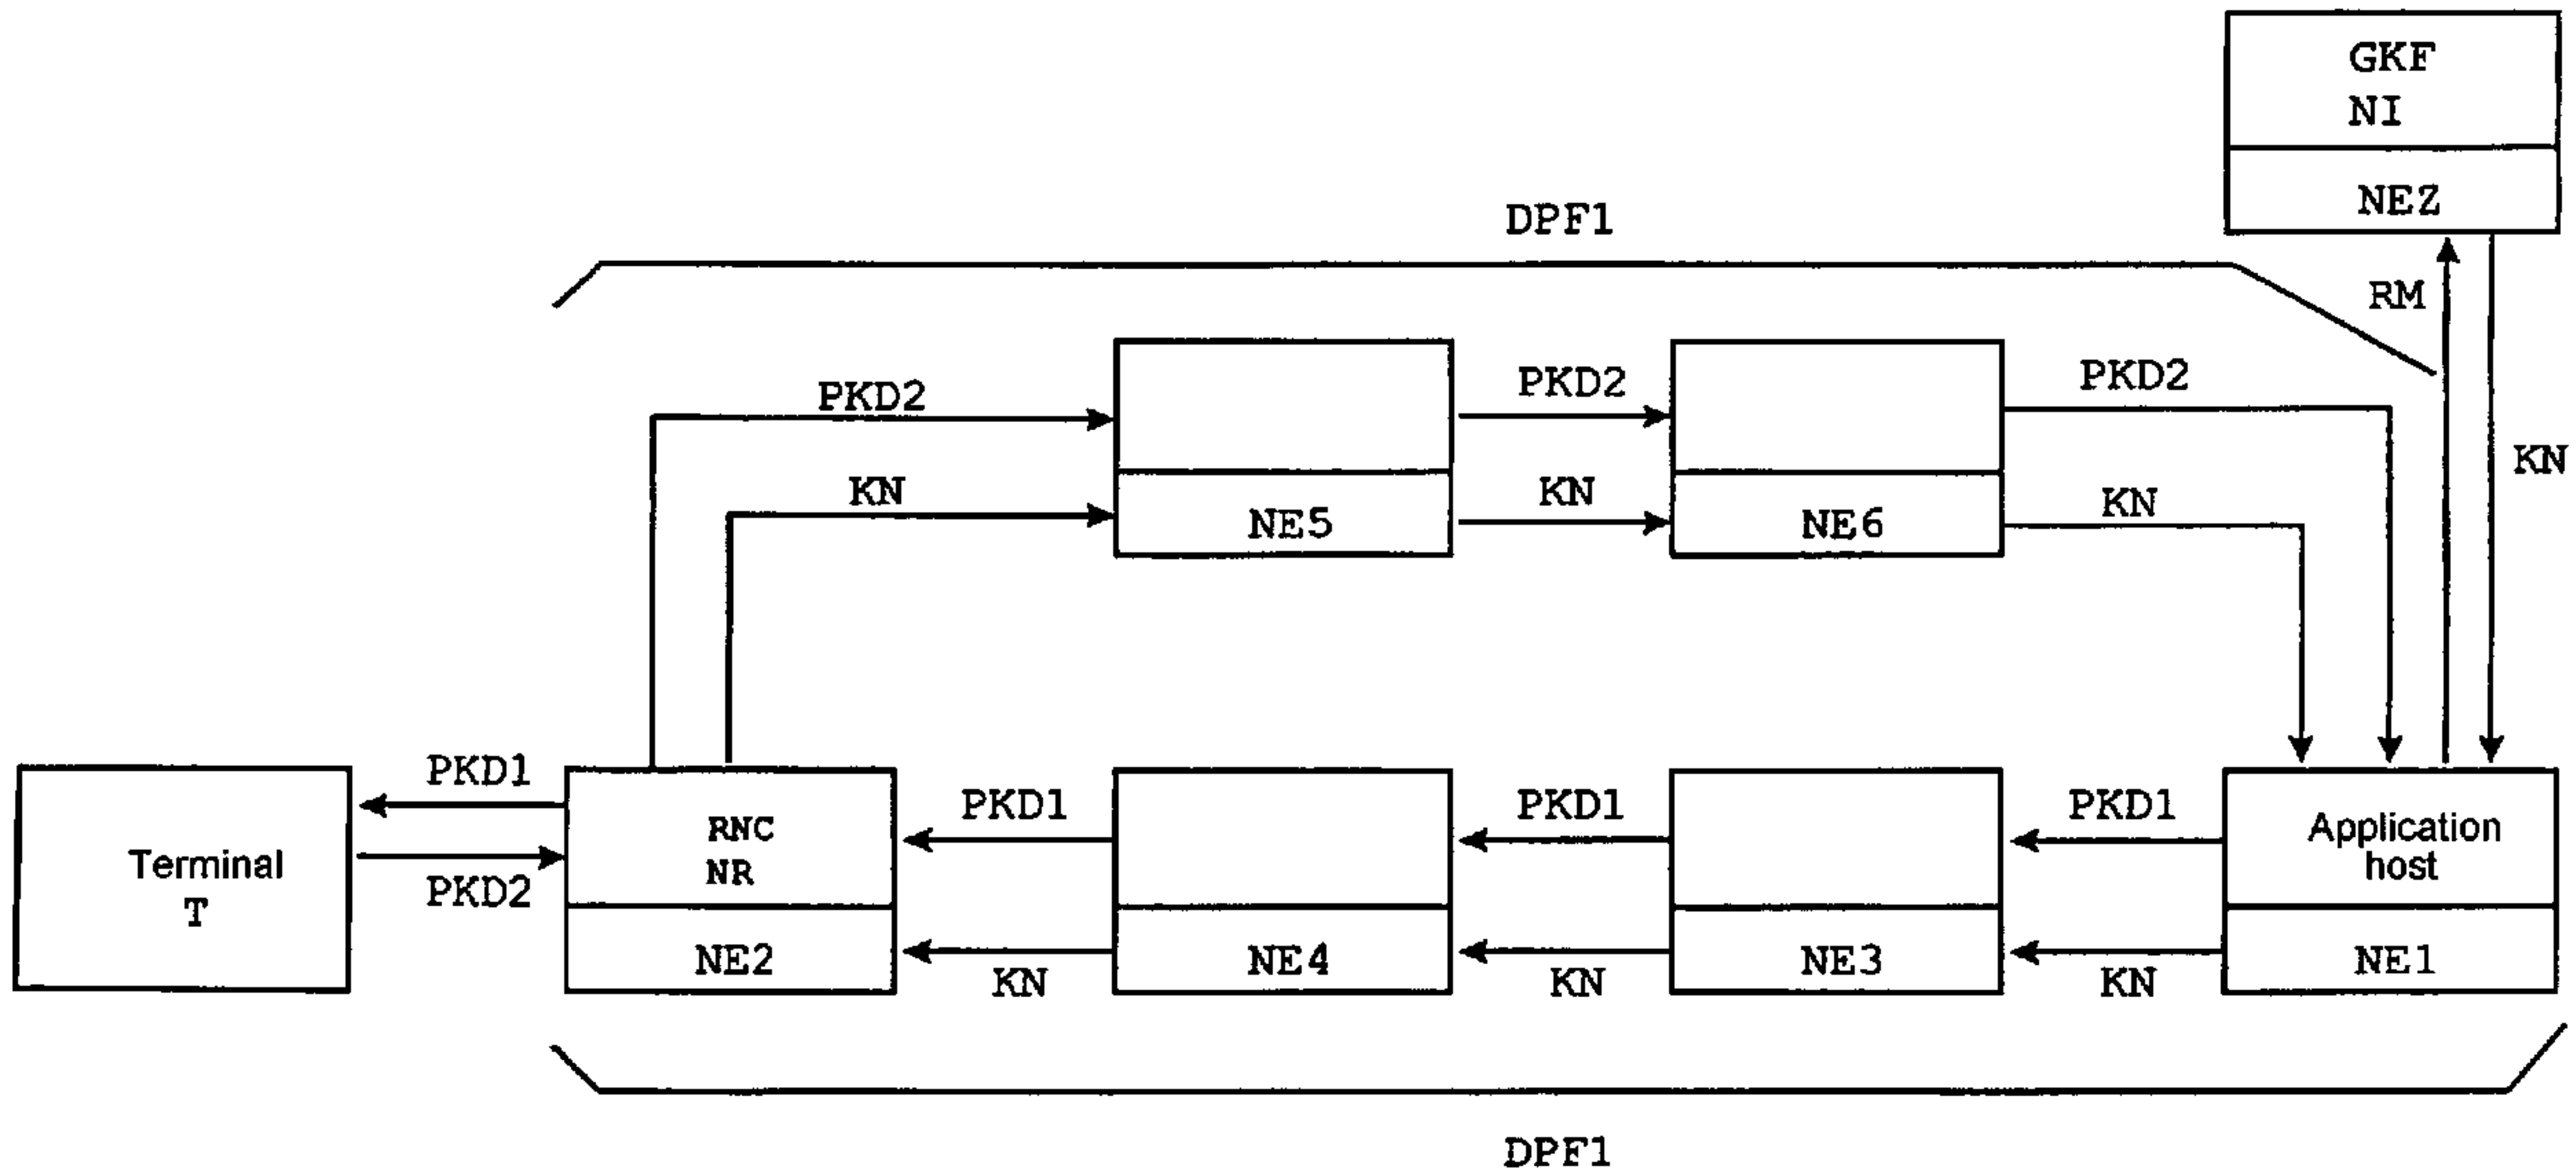 GKF
NI
NEZ
DPF1
RM
PKD2
PKD2
PKD2
KN
KN
KN
KN
NE5
NE6
PKD1
PKD1
PKD1
PKD1
Terminal
T
PKD2
RNC
NR
Application
host
NE2
NE4
NE3
NE1
KN
KN
KN
DPF1